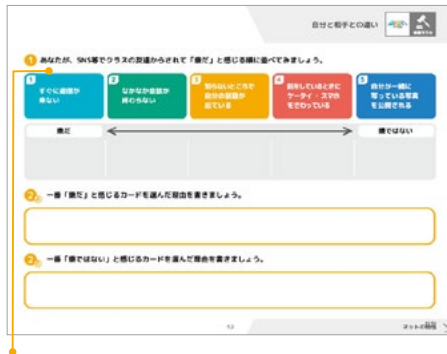 自分と相手との違い
1 あなたが、SNS等でクラスの友達からされて「嫌だ」と感じる順に並べてみましょう。
1 すぐに返信が
来ない
2 なかなか会話が
終わらない
3 知らないところで
自分の話題が
出ている
4 話をしているときに
ケータイ・スマホ
をさわっている
5 自分が一緒に
写っている写真
を公開される
嫌だ
嫌ではない
2 一番「嫌だ」と感じるカードを選んだ理由を書きましょう。
一番「嫌ではない」と感じるカードを選んだ理由を書きましょう。